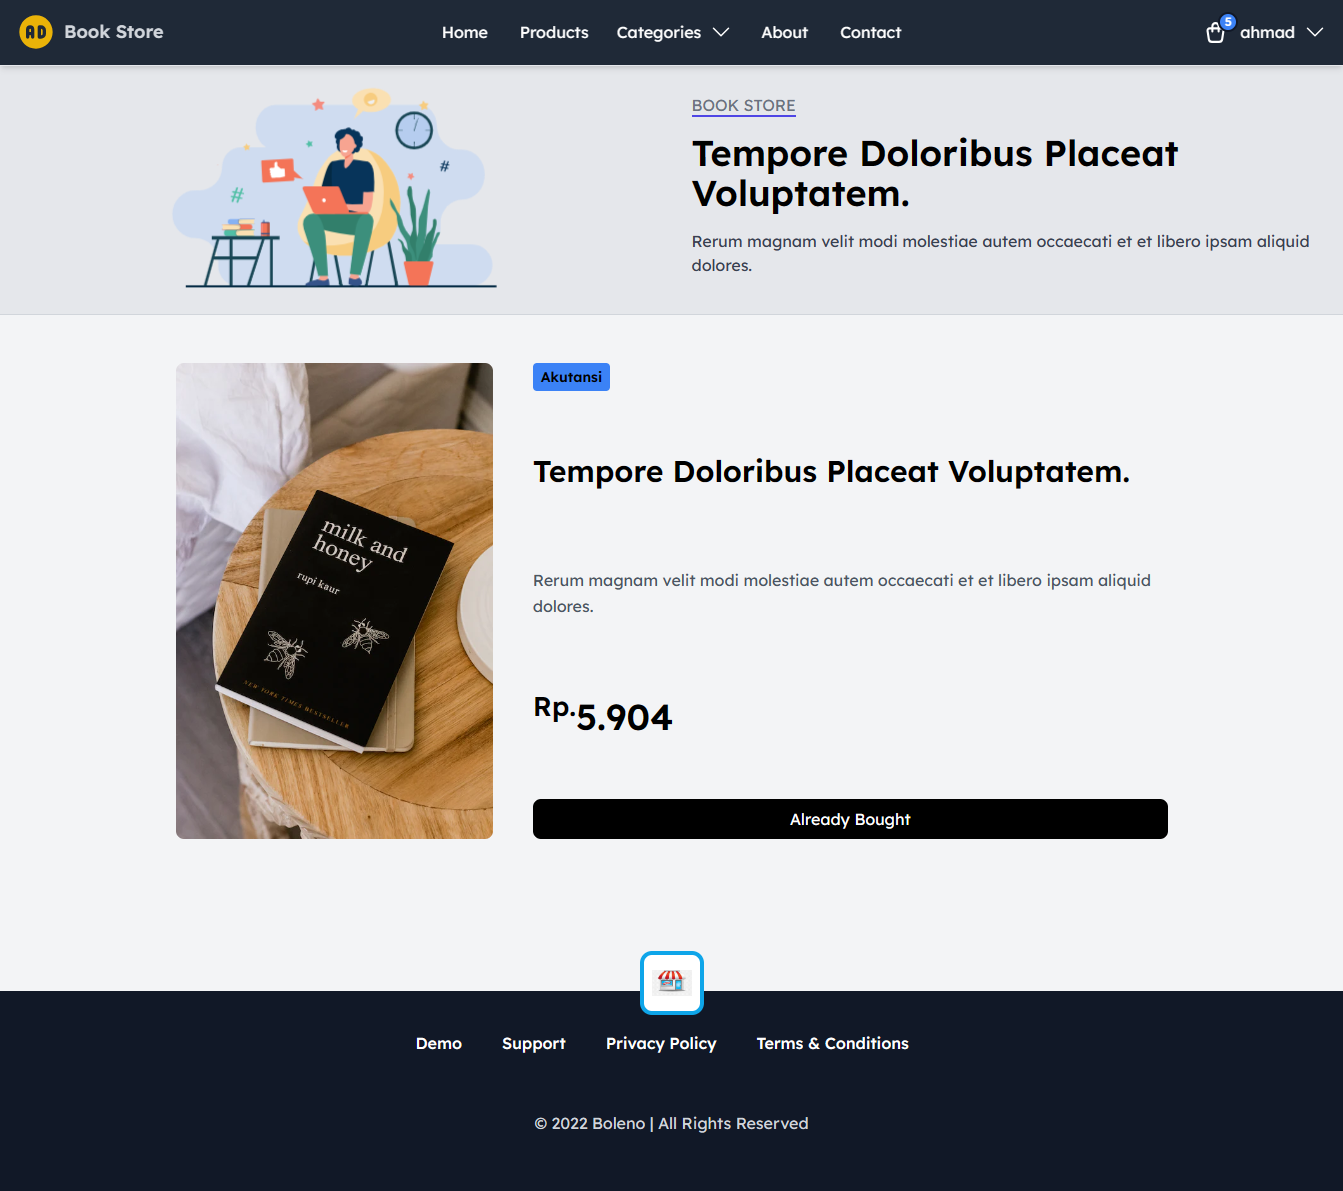 AD Book Store
Home Products Categories About Contact
5
ahmad
BOOK STORE
Tempore Doloribus Placeat
Voluptatem.
Rerum magnam velit modi molestiae autem occaecati et et libero ipsam aliquid
dolores.
#
#
milk and
honey
rupi kaur
NEW YORK TIMES BESTSELLER
Akutansi
Tempore Doloribus Placeat Voluptatem.
Rerum magnam velit modi molestiae autem occaecati et et libero ipsam aliquid
dolores.
Rp.5.904
Already Bought
Demo Support Privacy Policy Terms & Conditions
© 2022 Boleno | All Rights Reserved